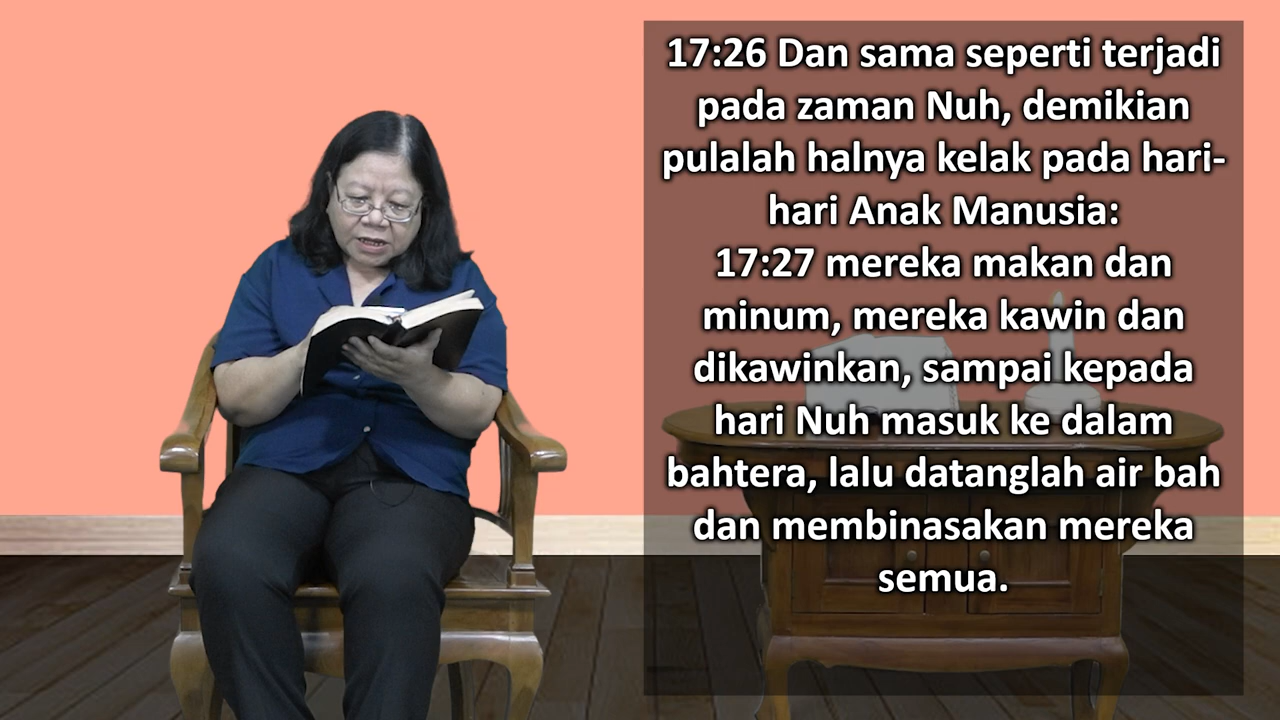 17:26 Dan sama seperti terjadi
pada zaman Nuh, demikian
pulalah halnya kelak pada hari-
hari Anak Manusia:
17:27 mereka makan dan
minum, mereka kawin dan
dikawinkan, sampai kepada
hari Nuh masuk ke dalam
bahtera, lalu datanglah air bah
dan membinasakan mereka
semua.